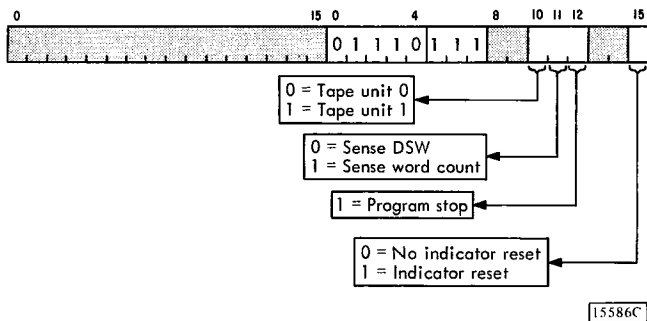 0 15 0 4 8 10 11 12 15
0 1 1 1 0 1 1 1
0 = Tape unit 0
1 = Tape unit 1
0 = Sense DSW
1 = Sense word count
1 = Program stop
0 = No indicator reset
1 = Indicator reset
15586C